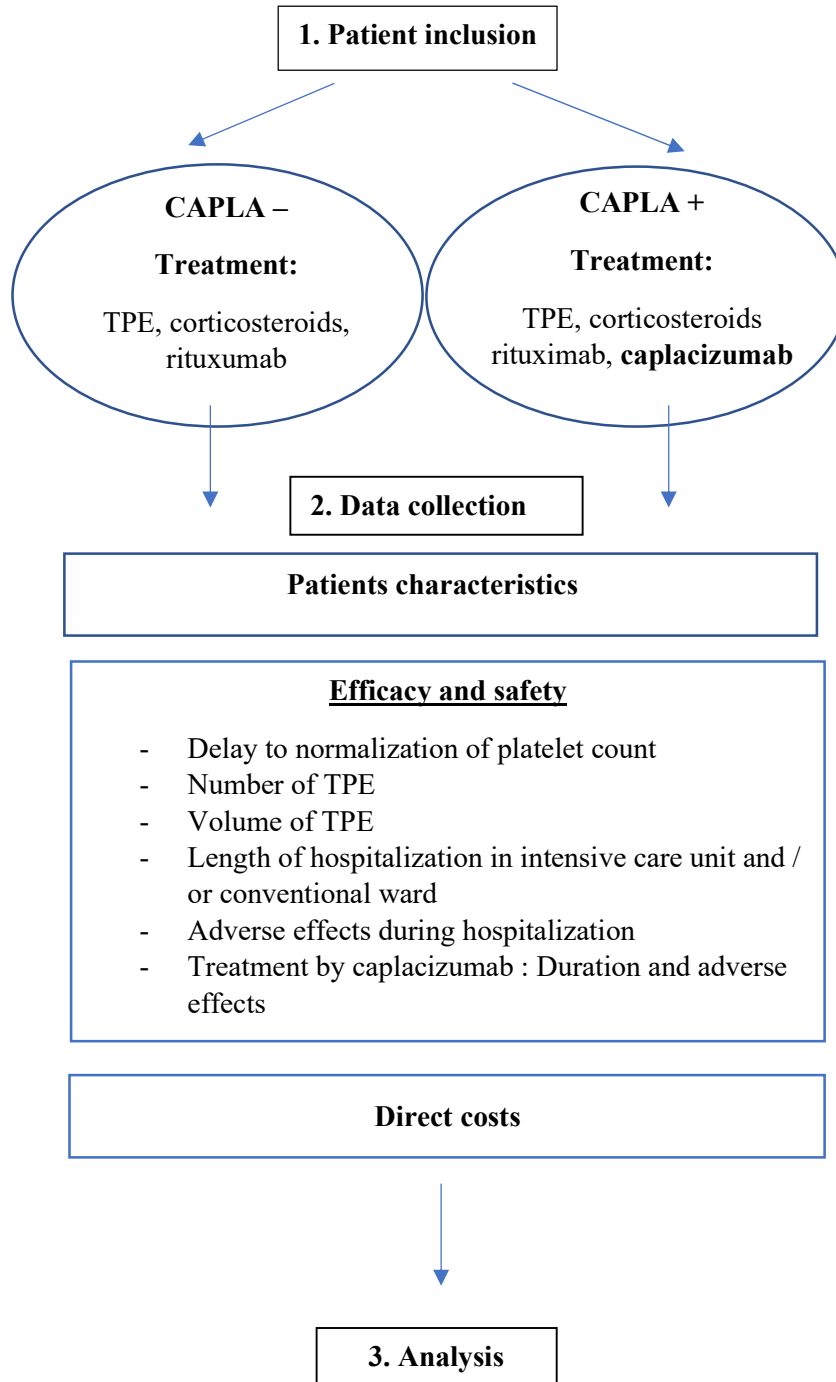 1. Patient inclusion
CAPLA –
Treatment:
TPE, corticosteroids,
rituxumab
CAPLA +
Treatment:
TPE, corticosteroids
rituximab, caplacizumab
2. Data collection
Patients characteristics
Efficacy and safety
- Delay to normalization of platelet count
- Number of TPE
- Volume of TPE
- Length of hospitalization in intensive care unit and /
or conventional ward
- Adverse effects during hospitalization
- Treatment by caplacizumab : Duration and adverse
effects
Direct costs
3. Analysis